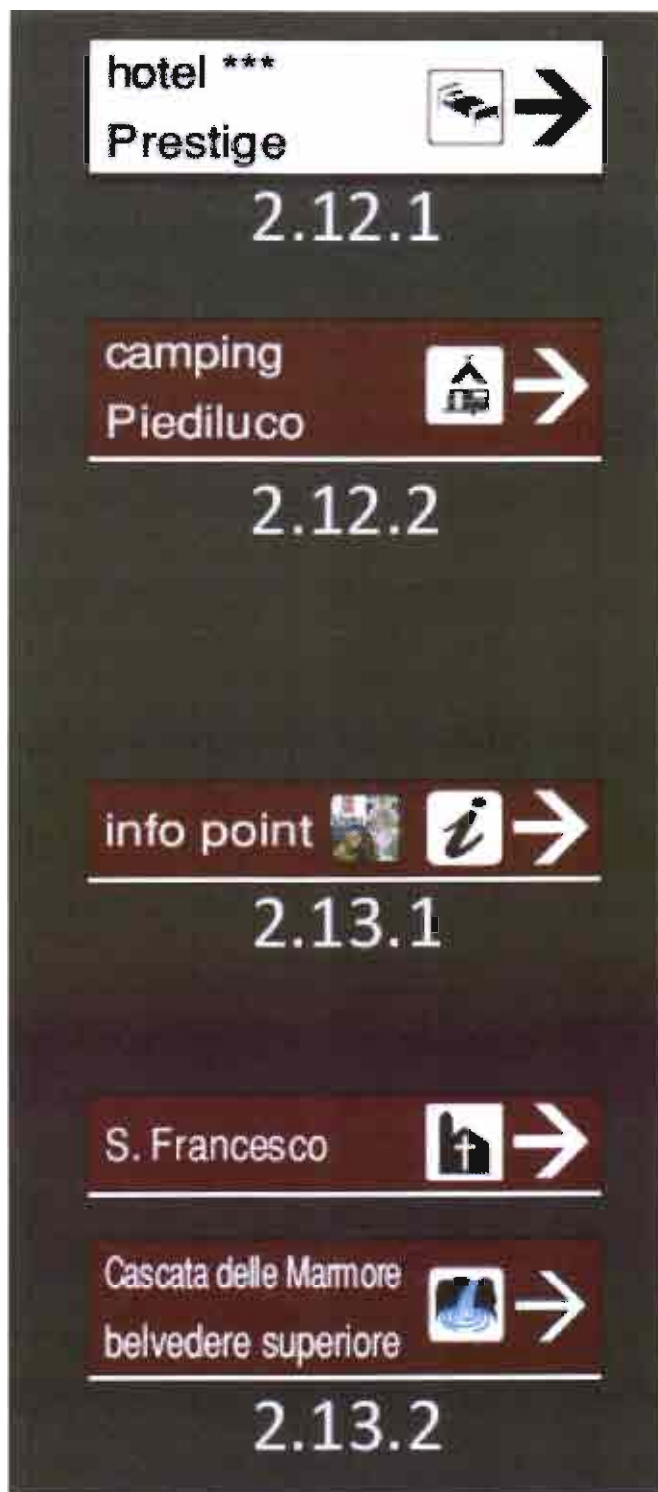 hotel ***
Prestige
2.12.1
camping
Piediluco
2.12.2
info point i
2.13.1
S. Francesco
Cascata delle Marmore
belvedere superiore
2.13.2